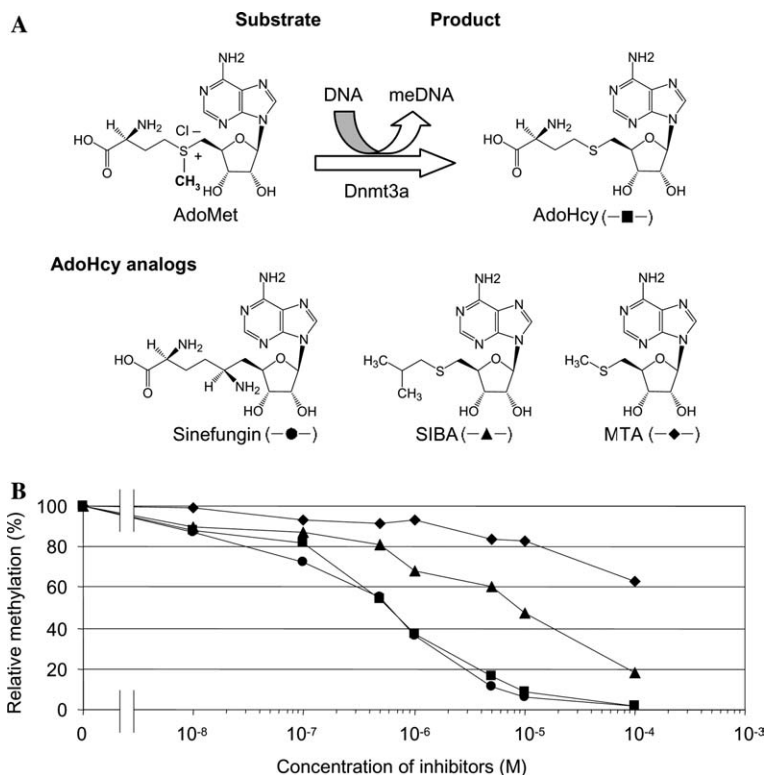 A
Substrate Product
NH2
N N
N N
H NH2 Cl – O
HO S +
O CH3 HO OH
AdoMet
DNA meDNA
Dnmt3a
NH2
N N
N N
H NH2 O
HO S
O HO OH
AdoHcy (–■–)
AdoHcy analogs
NH2
N N
N N
H NH2 O
HO H NH2
O HO OH
Sinefungin (–●–)
NH2
N N
N N
H3C S O
CH3 HO OH
SIBA (–▲–)
NH2
N N
N N
H3C S O
HO OH
MTA (–◆–)
B
Relative methylation (%)
100
80
60
40
20
0
0 10-8 10-7 10-6 10-5 10-4 10-3
Concentration of inhibitors (M)